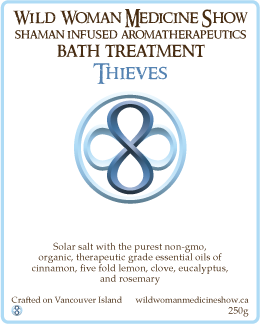 Wild Woman Medicine Show
Shaman Infused Aromatherapeutics
Bath Treatment
Thieves
Solar salt with the purest non-gmo,
organic, therapeutic grade essential oils of
cinnamon, five fold lemon, clove, eucalyptus,
and rosemary
Crafted on Vancouver Island wildwomanmedicineshow.ca
250g